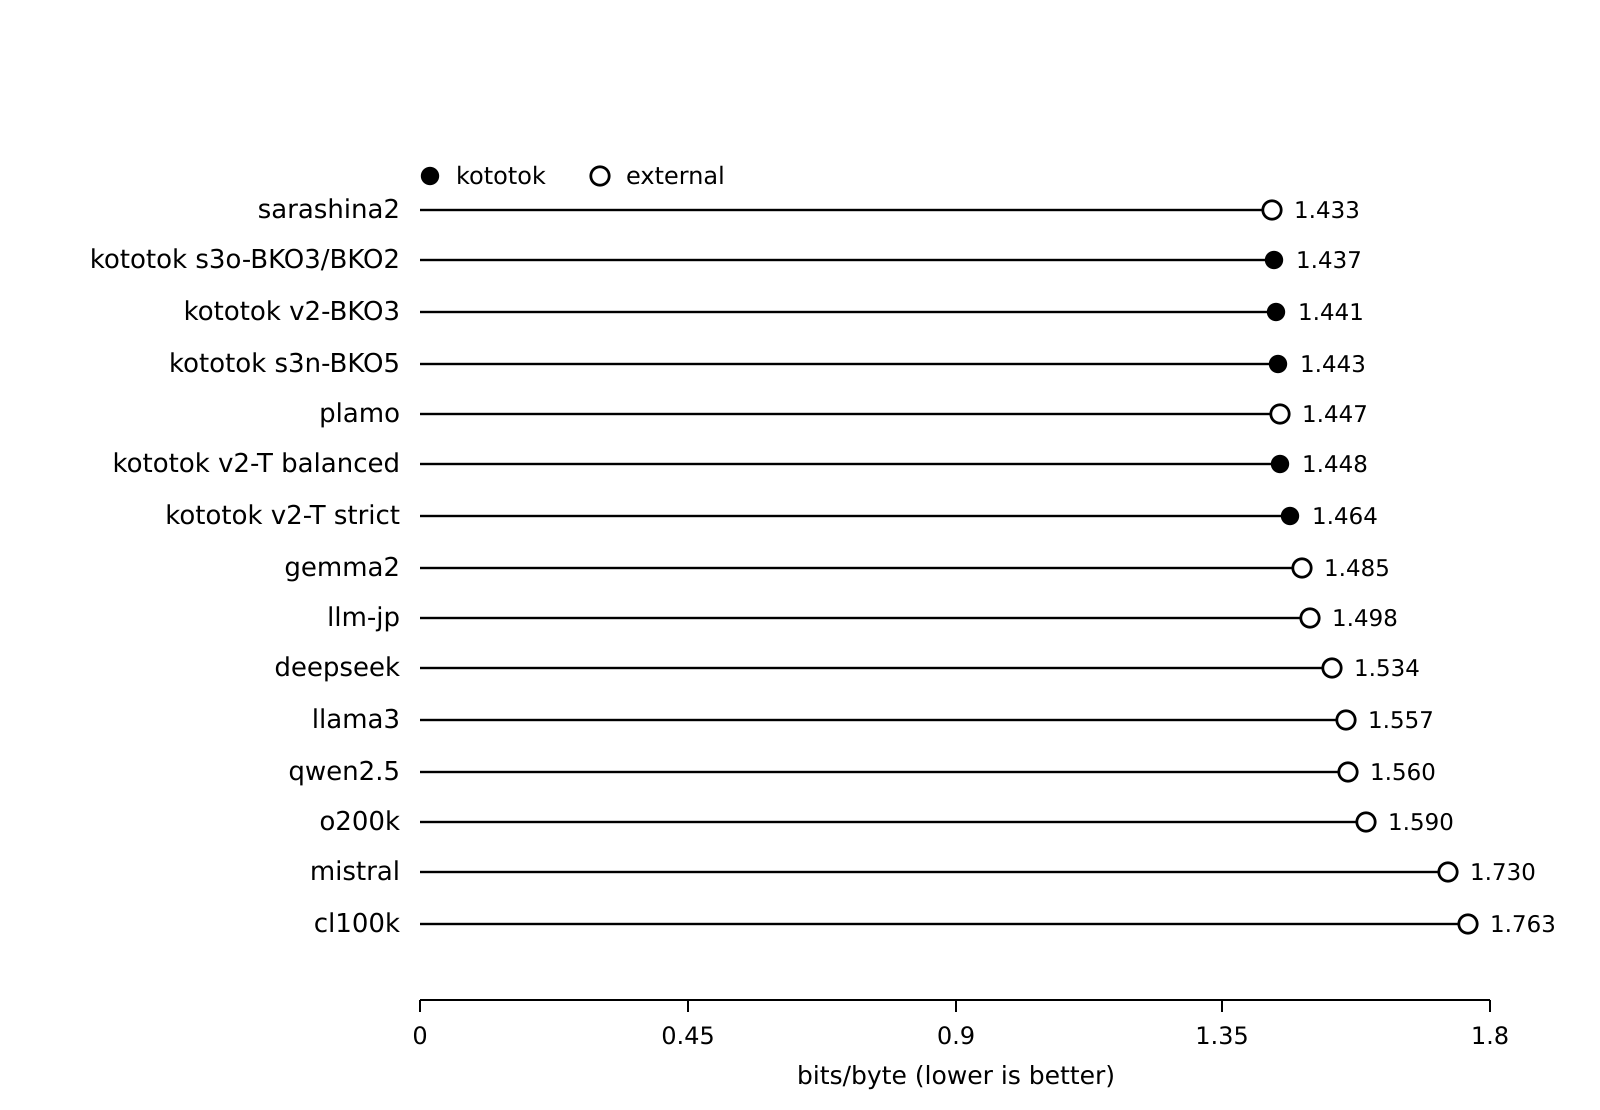 kototok external
sarashina2 1.433
kototok s3o-BKO3/BKO2 1.437
kototok v2-BKO3 1.441
kototok s3n-BKO5 1.443
plamo 1.447
kototok v2-T balanced 1.448
kototok v2-T strict 1.464
gemma2 1.485
llm-jp 1.498
deepseek 1.534
llama3 1.557
qwen2.5 1.560
o200k 1.590
mistral 1.730
cl100k 1.763
0 0.45 0.9 1.35 1.8
bits/byte (lower is better)